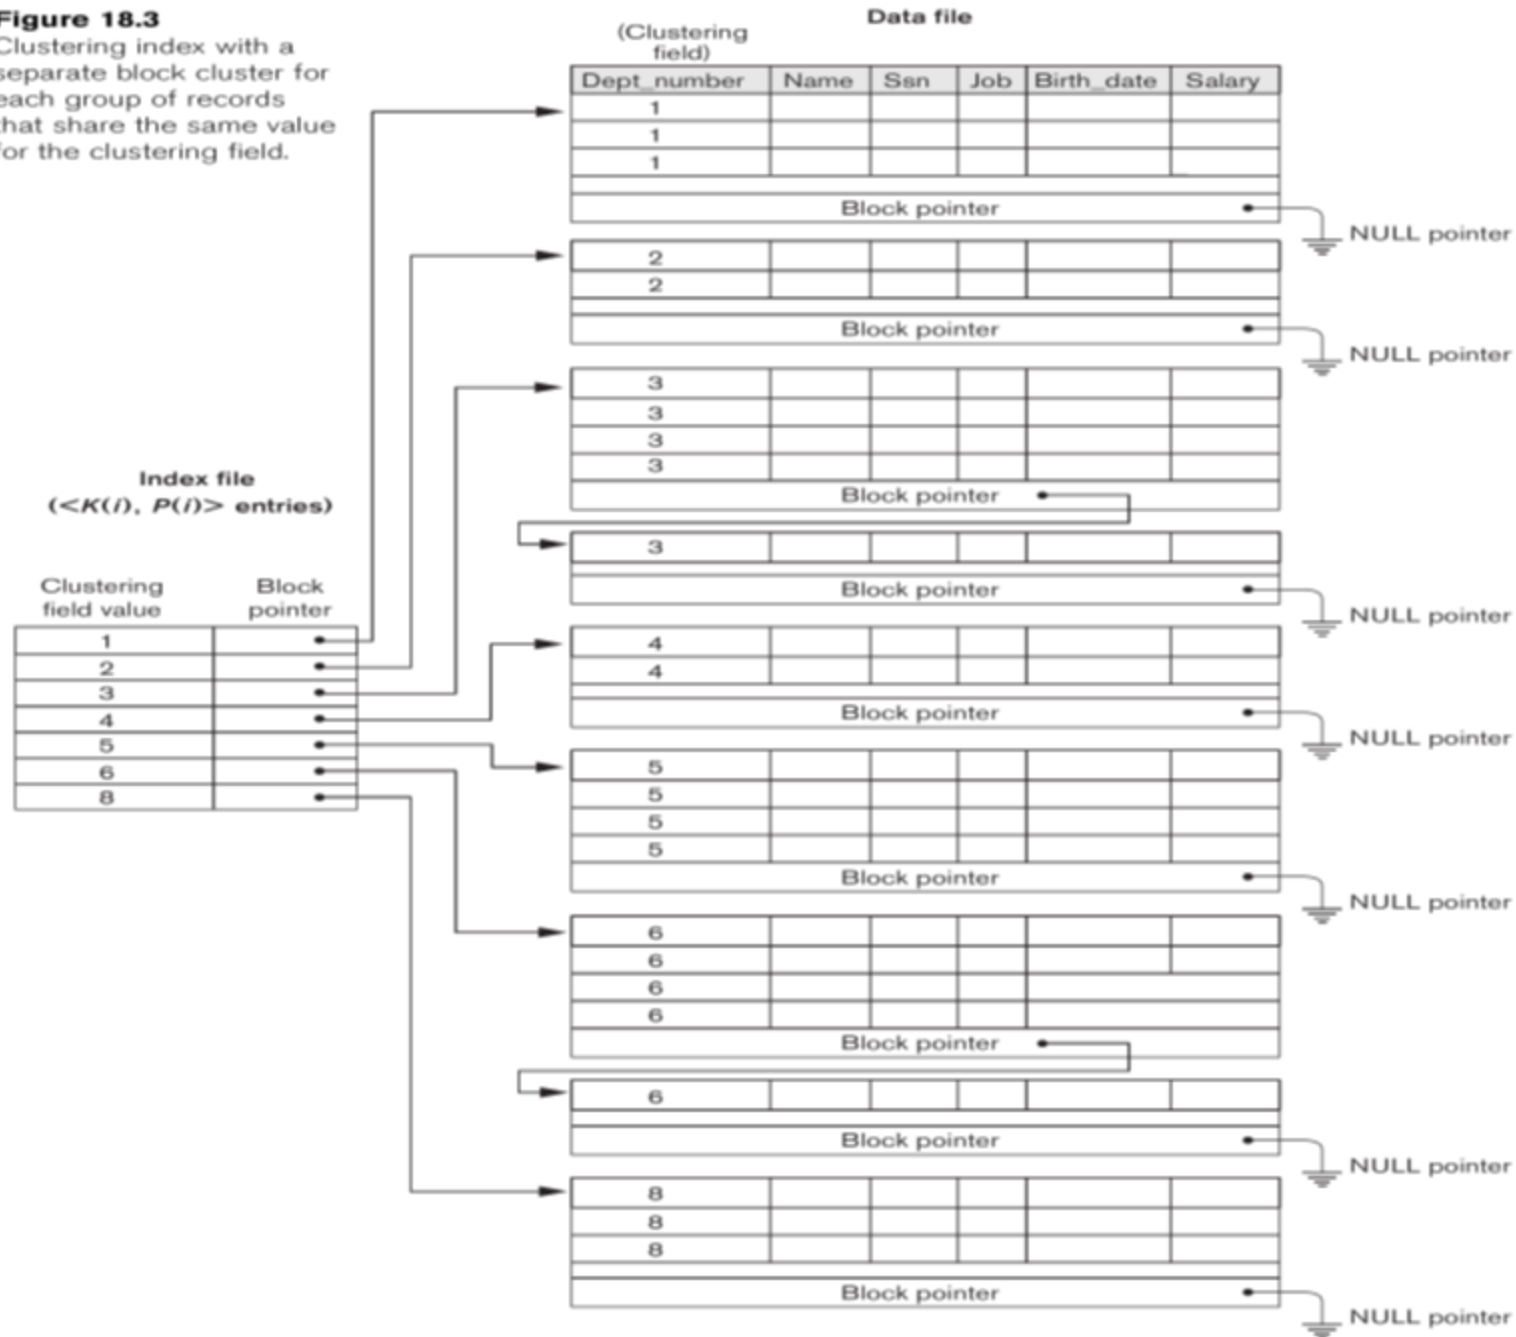 Figure 18.3
Clustering index with a
separate block cluster for
each group of records
that share the same value
for the clustering field.
Data file
(Clustering
field)
Dept_number Name Ssn Job Birth_date Salary
1
1
1
Block pointer
NULL pointer
2
2
Block pointer
NULL pointer
3
3
3
3
Block pointer
3
Block pointer
NULL pointer
4
4
Block pointer
NULL pointer
5
5
5
5
Block pointer
NULL pointer
6
6
6
6
Block pointer
6
Block pointer
NULL pointer
8
8
8
Block pointer
NULL pointer
Index file
(<K(i), P(i)> entries)
Clustering
field value
Block
pointer
1
2
3
4
5
6
8